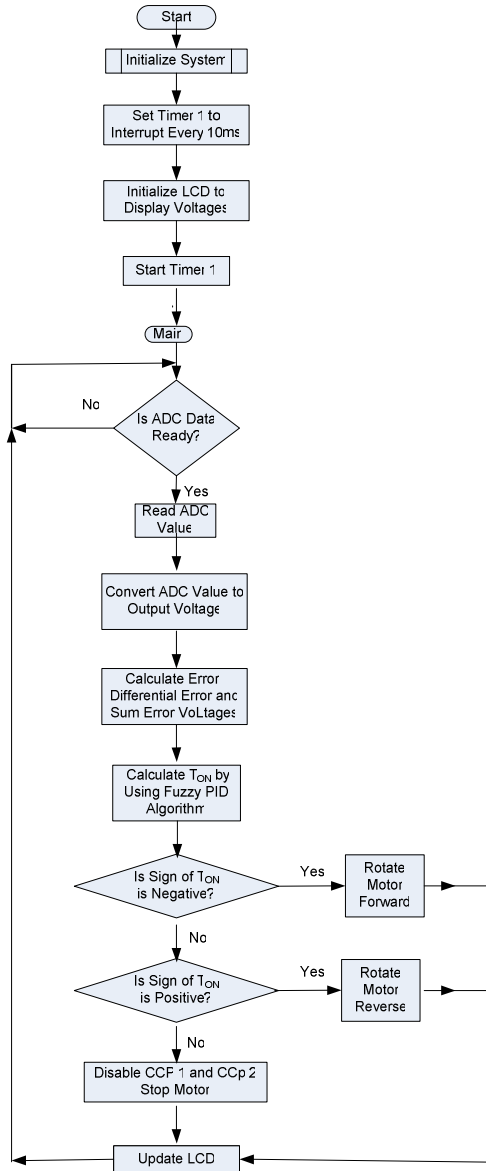 Start
Initialize System
Set Timer 1 to
Interrupt Every 10ms
Initialize LCD to
Display Voltages
Start Timer 1
Main
Is ADC Data
Ready?
No
Yes
Read ADC
Value
Convert ADC Value to
Output Voltage
Calculate Error
Differential Error and
Sum Error VoLtages
Calculate TON by
Using Fuzzy PID
Algorithm
Is Sign of TON
is Negative?
Yes
Rotate
Motor
Forward
No
Is Sign of TON
is Positive?
Yes
Rotate
Motor
Reverse
No
Disable CCP 1 and CCp 2
Stop Motor
Update LCD